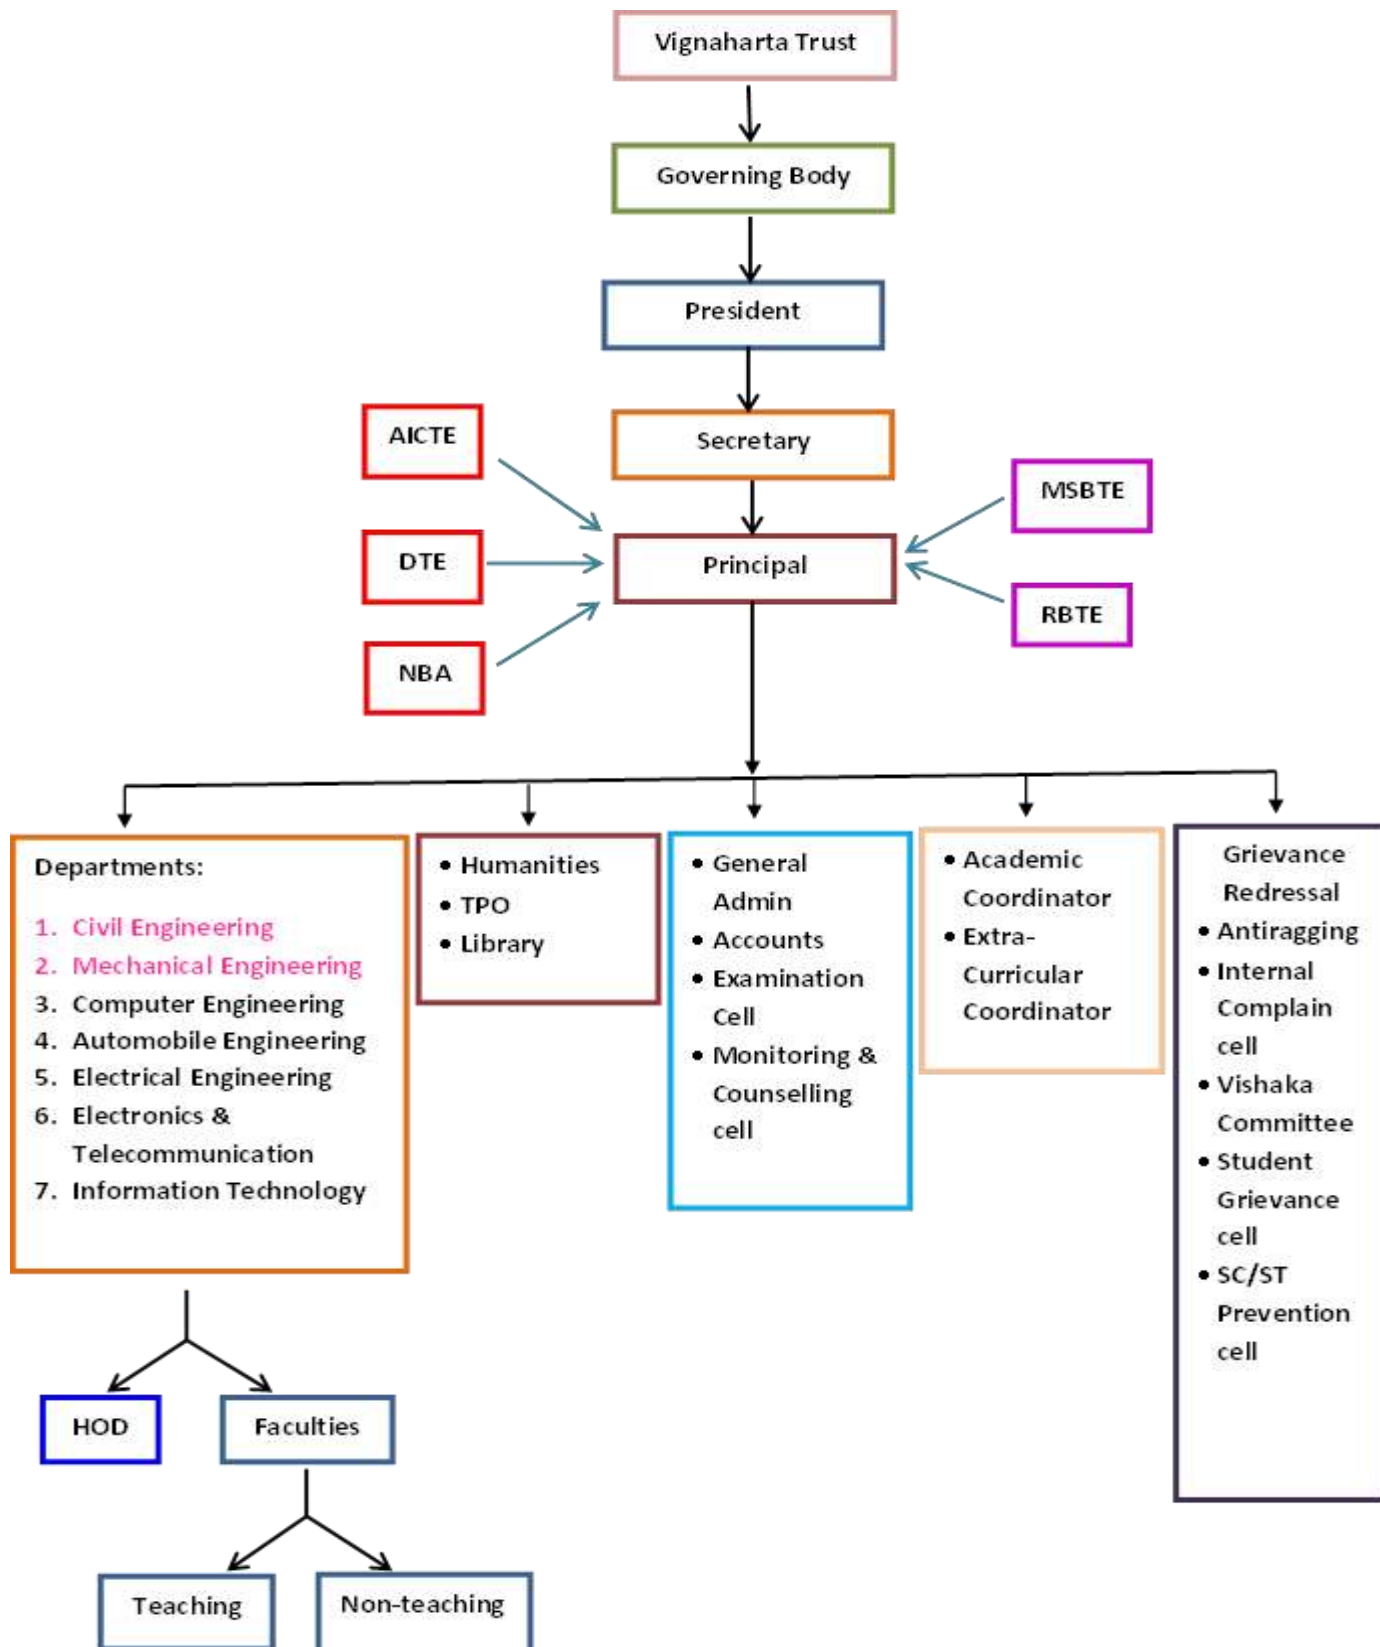 Vignaharta Trust
Governing Body
President
Secretary
AICTE
DTE
NBA
MSBTE
RBTE
Principal
Departments:
1. Civil Engineering
2. Mechanical Engineering
3. Computer Engineering
4. Automobile Engineering
5. Electrical Engineering
6. Electronics &
Telecommunication
7. Information Technology
• Humanities
• TPO
• Library
• General
Admin
• Accounts
• Examination
Cell
• Monitoring &
Counselling
cell
• Academic
Coordinator
• Extra-
Curricular
Coordinator
Grievance
Redressal
• Antiragging
• Internal
Complain
cell
• Vishaka
Committee
• Student
Grievance
cell
• SC/ST
Prevention
cell
HOD
Faculties
Teaching
Non-teaching